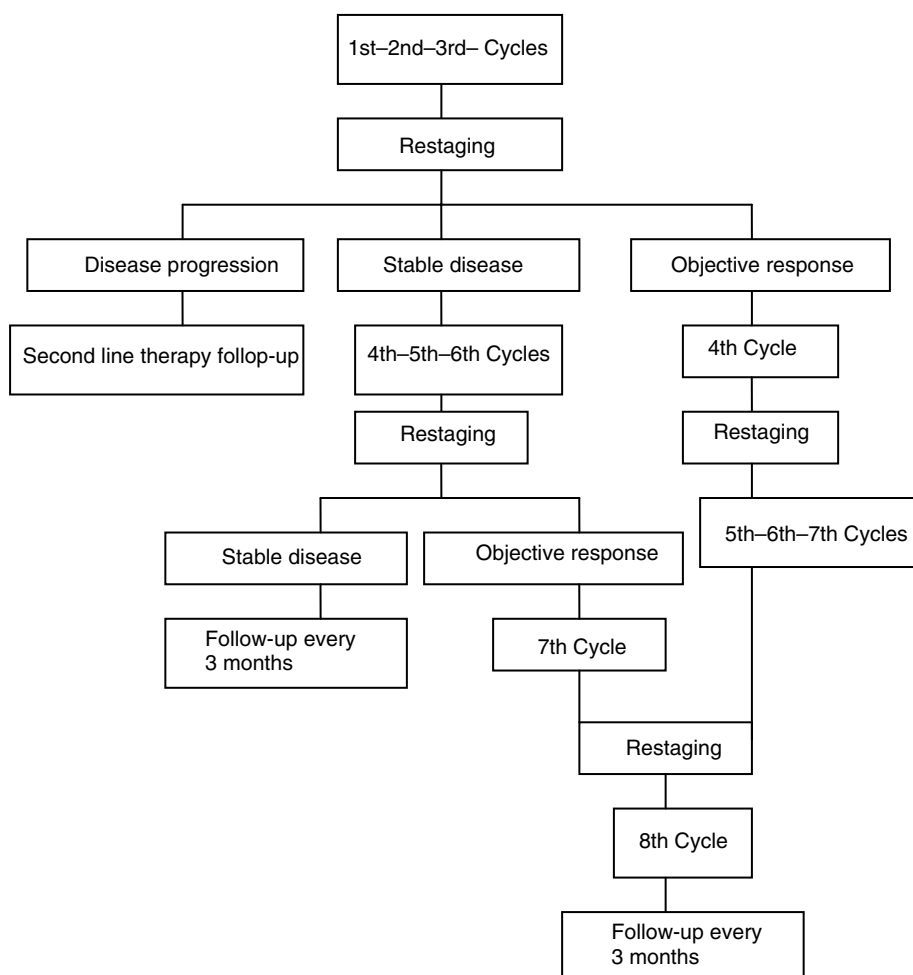 1st–2nd–3rd– Cycles
Restaging
Disease progression
Stable disease
Objective response
Second line therapy follop-up
4th–5th–6th Cycles
4th Cycle
Restaging
Restaging
5th–6th–7th Cycles
Stable disease
Objective response
Follow-up every
3 months
7th Cycle
Restaging
8th Cycle
Follow-up every
3 months